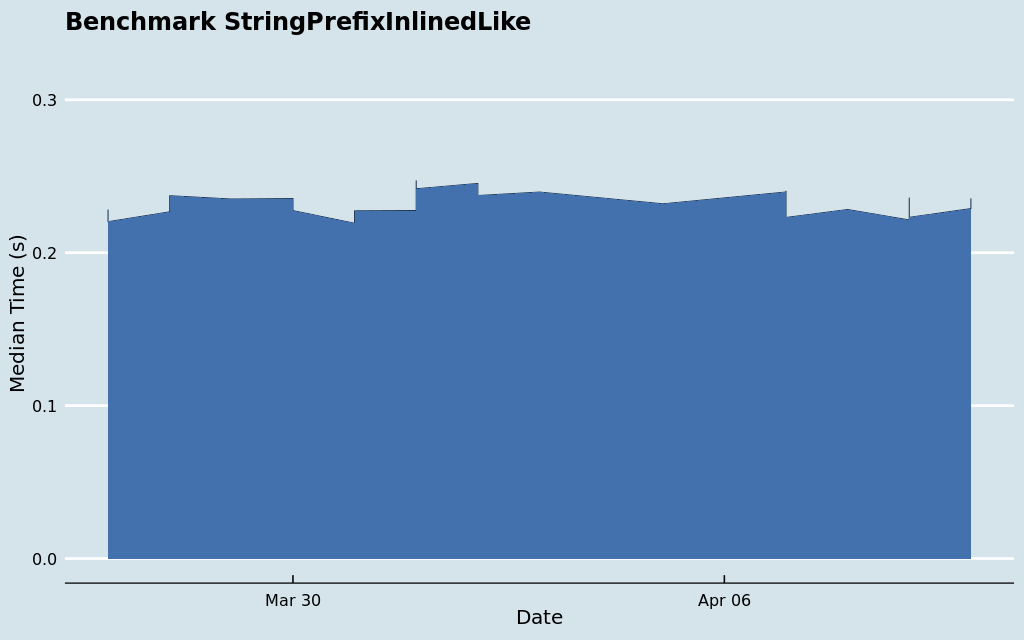 Benchmark StringPrefixInlinedLike
0.3
0.2
0.1
0.0
Median Time (s)
Mar 30
Apr 06
Date